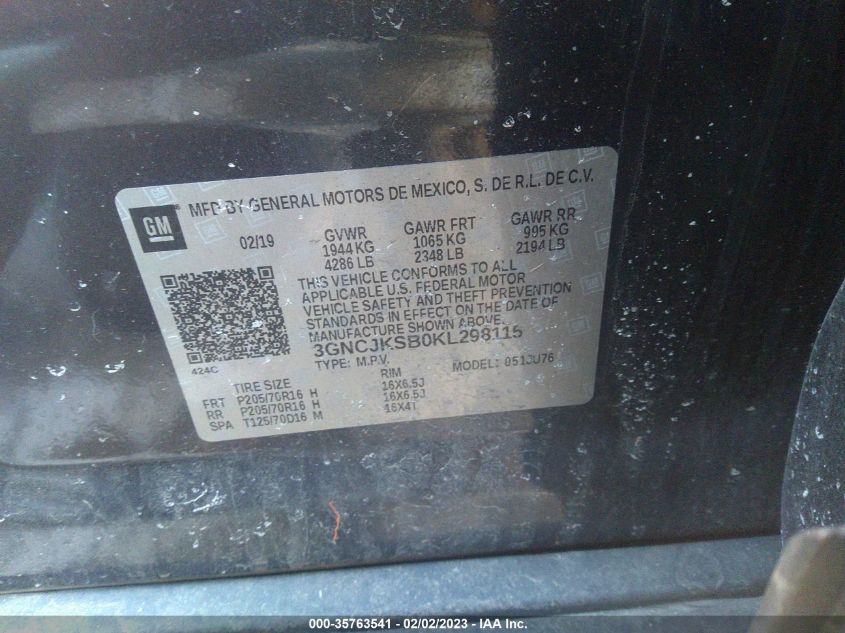 GM
MFD BY GENERAL MOTORS DE MEXICO, S. DE R.L. DE C.V.
02/19
GVWR
1944 KG
4286 LB
GAWR FRT
1065 KG
2348 LB
GAWR RR
995 KG
2194 LB
THIS VEHICLE CONFORMS TO ALL
APPLICABLE U.S. FEDERAL MOTOR
VEHICLE SAFETY AND THEFT PREVENTION
STANDARDS IN EFFECT ON THE DATE OF
MANUFACTURE SHOWN ABOVE.
3GNCJKSB0KL298115
424C
TYPE: M.P.V.
MODEL:
TIRE SIZE RIM
FRT P205/70R16 H 16X6.5J
RR P205/70R16 H 16X6.5J
SPA T125/70D16 M 16X4T
000-35763541 - 02/02/2023 - IAA Inc.